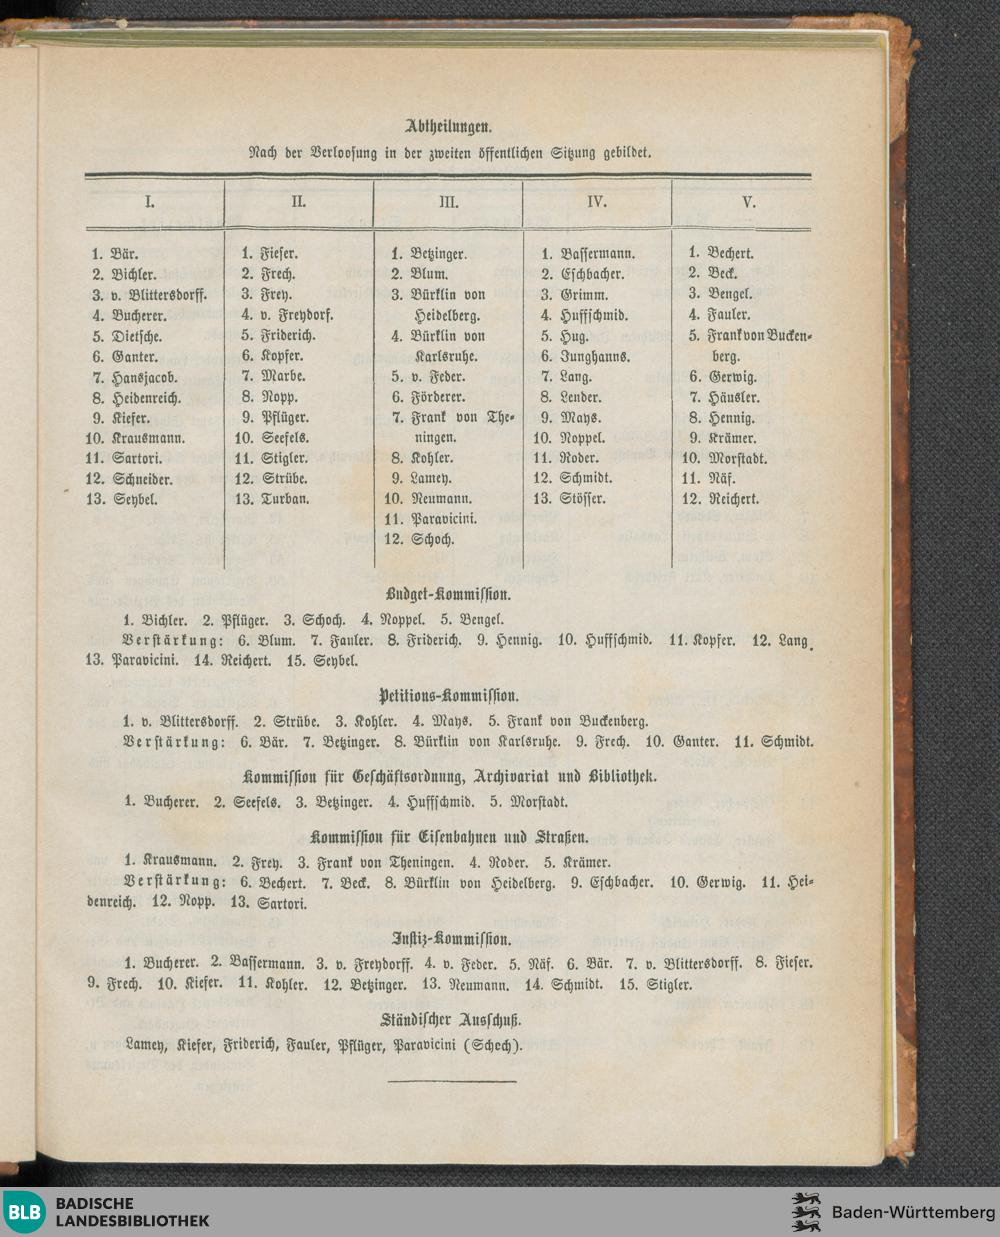 Abtheilungen.
Nach der Verloosung in der zweiten öffentlichen Sitzung gebildet.
I.
1. Bär.
2. Bichler.
3. v. Blittersdorff.
4. Bucherer.
5. Dietsche.
6. Ganter.
7. Hansjacob.
8. Heidenreich.
9. Kiefer.
10. Krausmann.
11. Sartori.
12. Schneider.
13. Seybel.
II.
1. Fieser.
2. Frech.
3. Frey.
4. v. Freydorf.
5. Friderich.
6. Kopfer.
7. Marbe.
8. Nopp.
9. Pflüger.
10. Seefels.
11. Stigler.
12. Strübe.
13. Turban.
III.
1. Betzinger.
2. Blum.
3. Bürklin von
Heidelberg.
4. Bürklin von
Karlsruhe.
5. v. Feder.
6. Förderer.
7. Frank von The-
ningen.
8. Kohler.
9. Lamey.
10. Neumann.
11. Paravicini.
12. Schoch.
IV.
1. Bassermann.
2. Eschbacher.
3. Grimm.
4. Huffschmid.
5. Hug.
6. Junghanns.
7. Lang.
8. Lender.
9. Mays.
10. Noppel.
11. Roder.
12. Schmidt.
13. Stösser.
V.
1. Bechert.
2. Beck.
3. Bengel.
4. Fauler.
5. Frank von Bucken-
berg.
6. Gerwig.
7. Häusler.
8. Hennig.
9. Krämer.
10. Morstadt.
11. Näf.
12. Reichert.
Budget-Kommission.
1. Bichler. 2. Pflüger. 3. Schoch. 4. Noppel. 5. Bengel.
Verstärkung: 6. Blum. 7. Fauler. 8. Friderich. 9. Hennig. 10. Huffschmid. 11. Kopfer. 12. Lang.
13. Paravicini. 14. Reichert. 15. Seybel.
Petitions-Kommission.
1. v. Blittersdorff. 2. Strübe. 3. Kohler. 4. Mays. 5. Frank von Buckenberg.
Verstärkung: 6. Bär. 7. Betzinger. 8. Bürklin von Karlsruhe. 9. Frech. 10. Ganter. 11. Schmidt.
Kommission für Geschäftsordnung, Archivariat und Bibliothek.
1. Bucherer. 2. Seefels. 3. Betzinger. 4. Huffschmid. 5. Morstadt.
Kommission für Eisenbahnen und Straßen.
1. Krausmann. 2. Frey. 3. Frank von Theningen. 4. Roder. 5. Krämer.
Verstärkung: 6. Bechert. 7. Beck. 8. Bürklin von Heidelberg. 9. Eschbacher. 10. Gerwig. 11. Hei-
denreich. 12. Nopp. 13. Sartori.
Justiz-Kommission.
1. Bucherer. 2. Bassermann. 3. v. Freydorff. 4. v. Feder. 5. Näf. 6. Bär. 7. v. Blittersdorff. 8. Fieser.
9. Frech. 10. Kiefer. 11. Kohler. 12. Betzinger. 13. Neumann. 14. Schmidt. 15. Stigler.
Ständischer Ausschuß.
Lamey, Kiefer, Friderich, Fauler, Pflüger, Paravicini (Schoch).
BLB
BADISCHE
LANDESBIBLIOTHEK
Baden-Württemberg